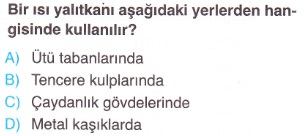 Bir ısı yalıtkanı aşağıdaki yerlerden han-
gisinde kullanılır?
A) Ütü tabanlarında
B) Tencere kulplarında
C) Çaydanlık gövdelerinde
D) Metal kaşıklarda